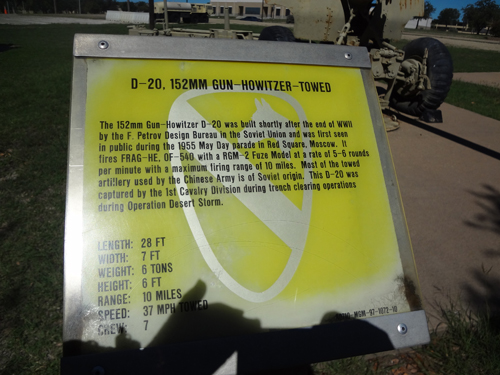 D-20, 152MM GUN-HOWITZER-TOWED
The 152mm Gun-Howitzer D-20 was built shortly after the end of WWII
by the F. Petrov Design Bureau in the Soviet Union and was first seen
in public during the 1955 May Day parade in Red Square, Moscow. It
fires FRAG-HE, OF-540 with a RGM-2 Fuze Model at a rate of 5-6 rounds
per minute with a maximum firing range of 10 miles. Most of the towed
artillery used by the Chinese Army is of Soviet origin. This D-20 was
captured by the 1st Cavalry Division during trench clearing operations
during Operation Desert Storm.
LENGTH: 28 FT
WIDTH: 7 FT
WEIGHT: 6 TONS
HEIGHT: 6 FT
RANGE: 10 MILES
SPEED: 37 MPH TOWED
CREW: 7